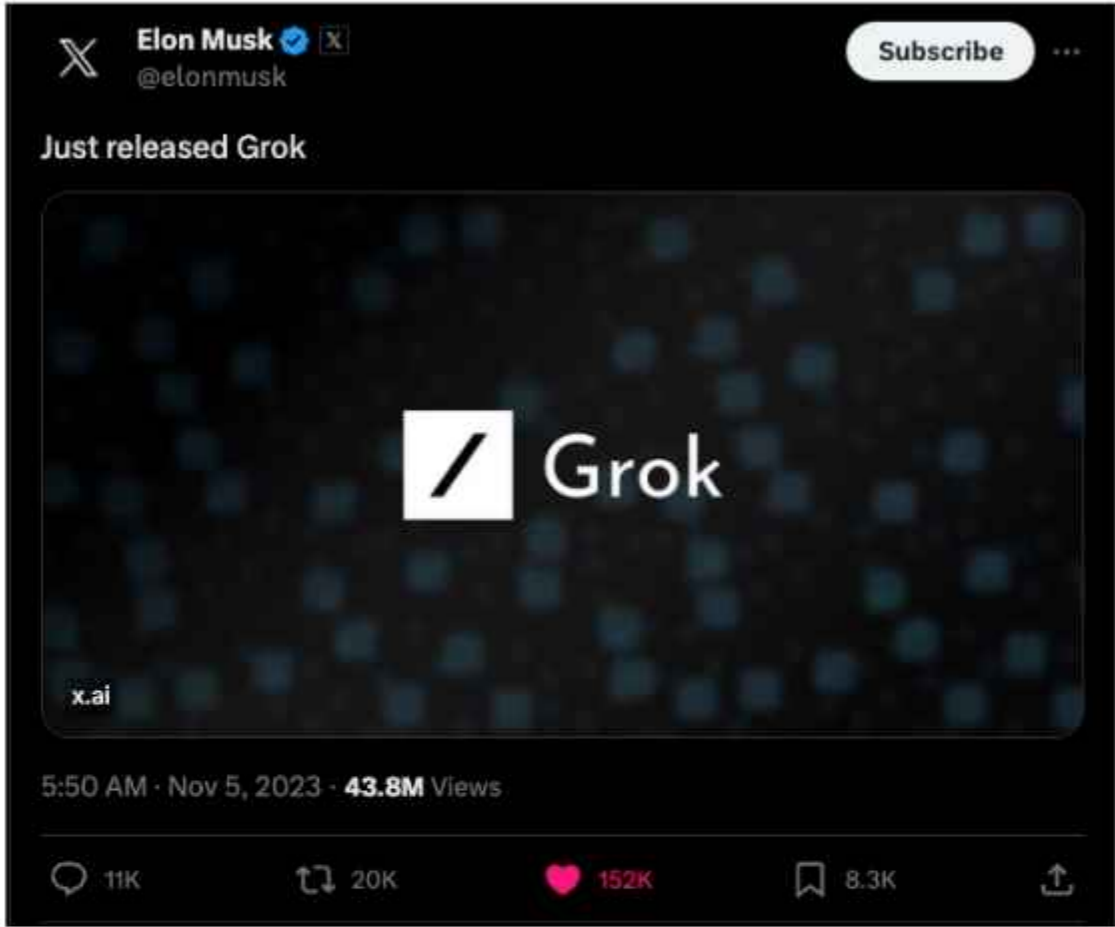 Elon Musk X
@elonmusk
Subscribe
Just released Grok
/ Grok
x.ai
5:50 AM · Nov 5, 2023 · 43.8M Views
11K 20K 152K 8.3K